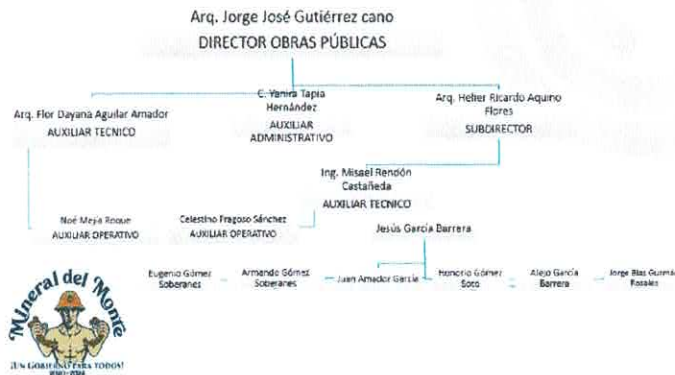 Arq. Jorge José Gutiérrez cano
DIRECTOR OBRAS PÚBLICAS
Arq. Flor Dayana Aguilar Amador
AUXILIAR TECNICO
C. Yanira Tapia
Hernández
AUXILIAR
ADMINISTRATIVO
Arq. Helier Ricardo Aquino
Flores
SUBDIRECTOR
Ing. Misael Rendón
Castañeda
AUXILIAR TECNICO
Noé Mejía Roque
AUXILIAR OPERATIVO
Celestino Fragoso Sánchez
AUXILIAR OPERATIVO
Jesús García Barrera
Eugenio Gómez
Soberanes
Armando Gómez
Soberanes
Juan Amador García
Honorio Gómez
Soto
Alejo García
Barrera
Jorge Blas Guzmá
Rosales
Mineral del Monte
¡UN GOBIERNO PARA TODOS!